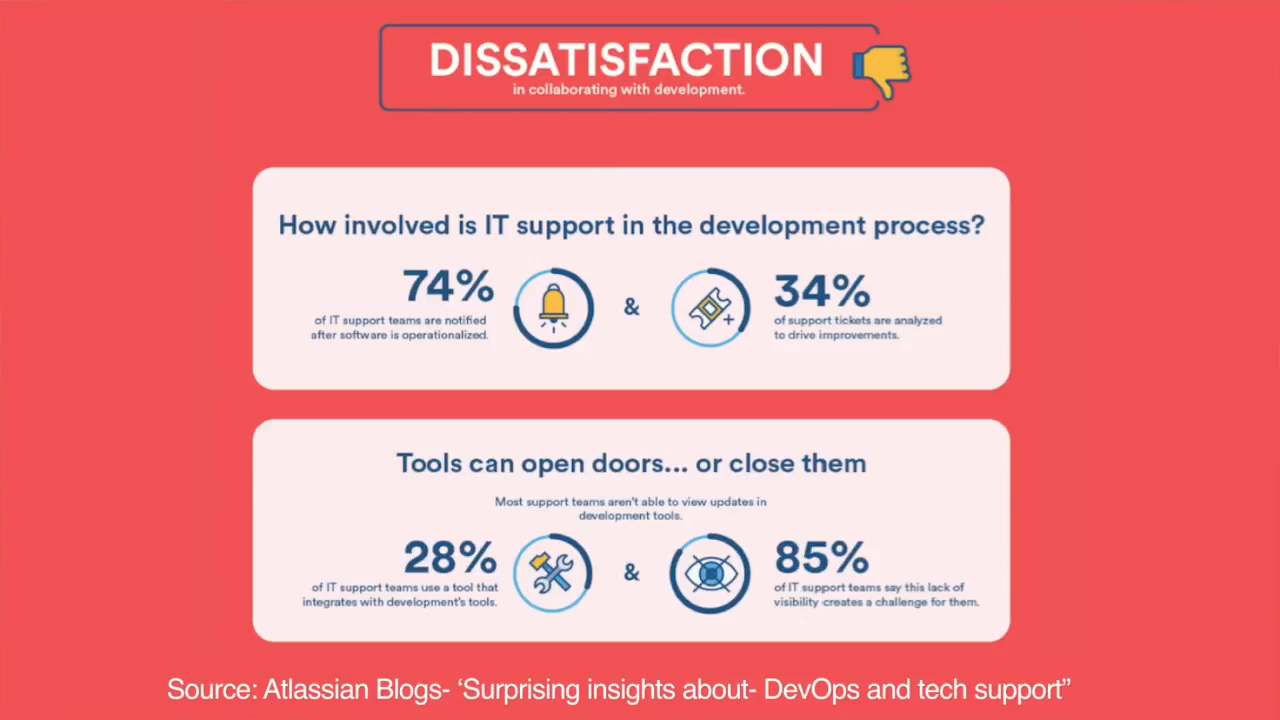 DISSATISFACTION
in collaborating with development.
How involved is IT support in the development process?
74%
of IT support teams are notified
after software is operationalized.
&
34%
of support tickets are analyzed
to drive improvements.
Tools can open doors... or close them
Most support teams aren't able to view updates in
development tools.
28%
of IT support teams use a tool that
integrates with development's tools.
&
85%
of IT support teams say this lack of
visibility creates a challenge for them.
Source: Atlassian Blogs- ‘Surprising insights about- DevOps and tech support”